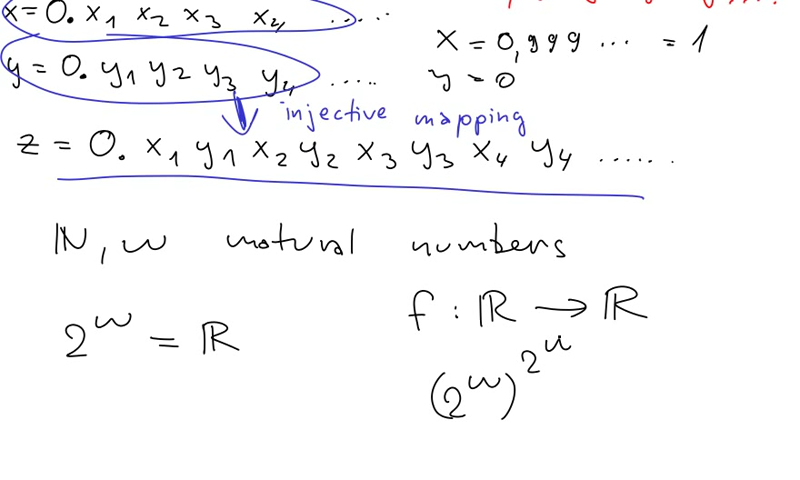 x = 0. x₁ x₂ x₃ x₄ .....
y = 0. y₁ y₂ y₃ y₄ .....
x = 0,999 ... = 1
y = 0
injective mapping
z = 0. x₁ y₁ x₂ y₂ x₃ y₃ x₄ y₄ ......
ℕ, ω natural numbers
2^ω = ℝ
f : ℝ → ℝ
(2^ω)^2^ω